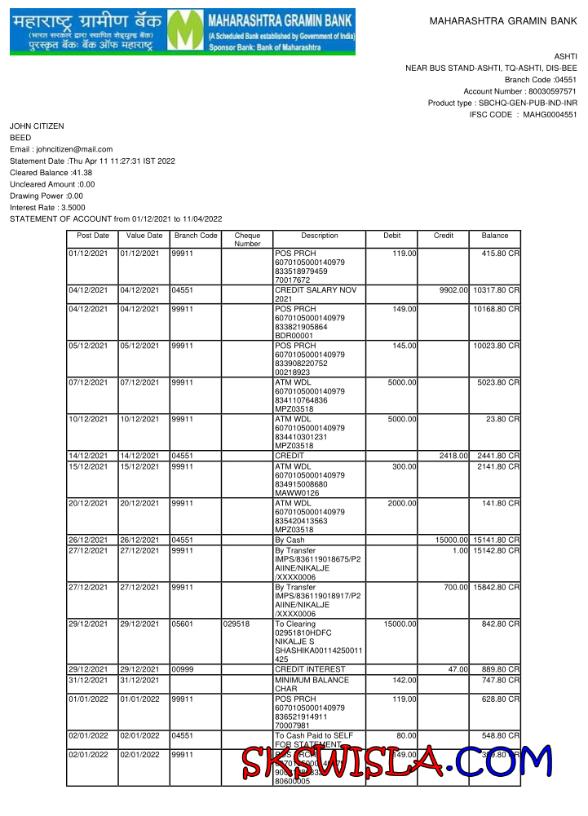 महाराष्ट्र ग्रामीण बैंक
(भारत सरकार द्वारा स्थापित शेड्युल्ड बैंक)
पुरस्कृत बैंकः बैंक ऑफ महाराष्ट्र
MAHARASHTRA GRAMIN BANK
(A Scheduled Bank established by Government of India)
Sponsor Bank: Bank of Maharashtra
MAHARASHTRA GRAMIN BANK
ASHTI
NEAR BUS STAND-ASHTI, TQ-ASHTI, DIS-BEE
Branch Code :04551
Account Number : 80030597571
Product type : SBCHQ-GEN-PUB-IND-INR
IFSC CODE : MAHG0004551
JOHN CITIZEN
BEED
Email : johncitizen@mail.com
Statement Date :Thu Apr 11 11:27:31 IST 2022
Cleared Balance :41.38
Uncleared Amount :0.00
Drawing Power :0.00
Interest Rate : 3.5000
STATEMENT OF ACCOUNT from 01/12/2021 to 11/04/2022
Post Date Value Date Branch Code Cheque Description Debit Credit Balance
Number
01/12/2021 01/12/2021 99911 POS PRCH 119.00 415.80 CR
6070105000140979
833518979459
70017672
04/12/2021 04/12/2021 04551 CREDIT SALARY NOV 9902.00 10317.80 CR
2021
04/12/2021 04/12/2021 99911 POS PRCH 149.00 10168.80 CR
6070105000140979
833821905864
BDR00001
05/12/2021 05/12/2021 99911 POS PRCH 145.00 10023.80 CR
6070105000140979
833908220752
00218923
07/12/2021 07/12/2021 99911 ATM WDL 5000.00 5023.80 CR
6070105000140979
834110764836
MPZ03518
10/12/2021 10/12/2021 99911 ATM WDL 5000.00 23.80 CR
6070105000140979
834410301231
MPZ03518
14/12/2021 14/12/2021 04551 CREDIT 2418.00 2441.80 CR
15/12/2021 15/12/2021 99911 ATM WDL 300.00 2141.80 CR
6070105000140979
834915008680
MAWW0126
20/12/2021 20/12/2021 99911 ATM WDL 2000.00 141.80 CR
6070105000140979
835420413563
MPZ03518
26/12/2021 26/12/2021 04551 By Cash 15000.00 15141.80 CR
27/12/2021 27/12/2021 99911 By Transfer 1.00 15142.80 CR
IMPS/836119018675/P2
AIINE/NIKALJE
/XXXX0006
27/12/2021 27/12/2021 99911 By Transfer 700.00 15842.80 CR
IMPS/836119018917/P2
AIINE/NIKALJE
/XXXX0006
29/12/2021 29/12/2021 05601 029518 To Clearing 15000.00 842.80 CR
02951810HDFC
NIKALJE S
SHASHIKA00114250011
425
29/12/2021 29/12/2021 00999 CREDIT INTEREST 47.00 889.80 CR
31/12/2021 31/12/2021 MINIMUM BALANCE 142.00 747.80 CR
CHAR
01/01/2022 01/01/2022 99911 POS PRCH 119,00 628.80 CR
6070105000140979
836521914911
70007981
02/01/2022 02/01/2022 04551 To Cash Paid to SELF 80.00 548.80 CR
FOR STATEMENT
02/01/2022 02/01/2022 99911
80600005
SKSWISLA.COM